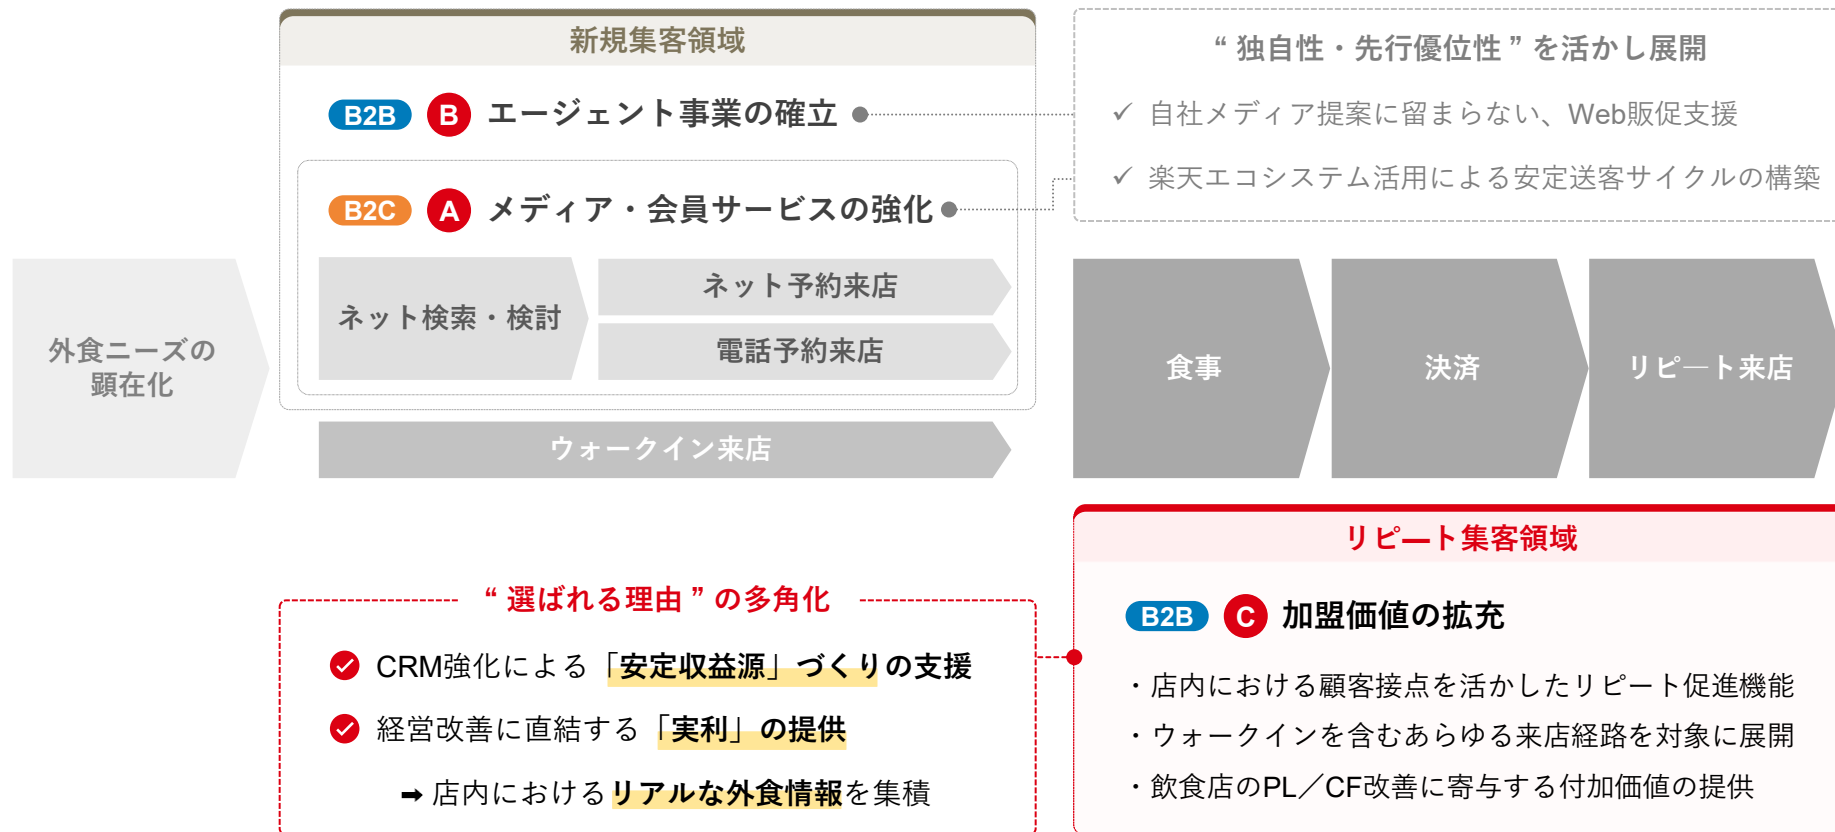 新規集客領域
B2B B エージェント事業の確立
B2C A メディア・会員サービスの強化
“ 独自性・先行優位性 ” を活かし展開
✓ 自社メディア提案に留まらない、Web販促支援
✓ 楽天エコシステム活用による安定送客サイクルの構築
外食ニーズの
顕在化
ネット検索・検討
ネット予約来店
電話予約来店
ウォークイン来店
食事
決済
リピート来店
“ 選ばれる理由 ” の多角化
CRM強化による「安定収益源」づくりの支援
経営改善に直結する「実利」の提供
➡ 店内におけるリアルな外食情報を集積
リピート集客領域
B2B C 加盟価値の拡充
・店内における顧客接点を活かしたリピート促進機能
・ウォークインを含むあらゆる来店経路を対象に展開
・飲食店のPL／CF改善に寄与する付加価値の提供